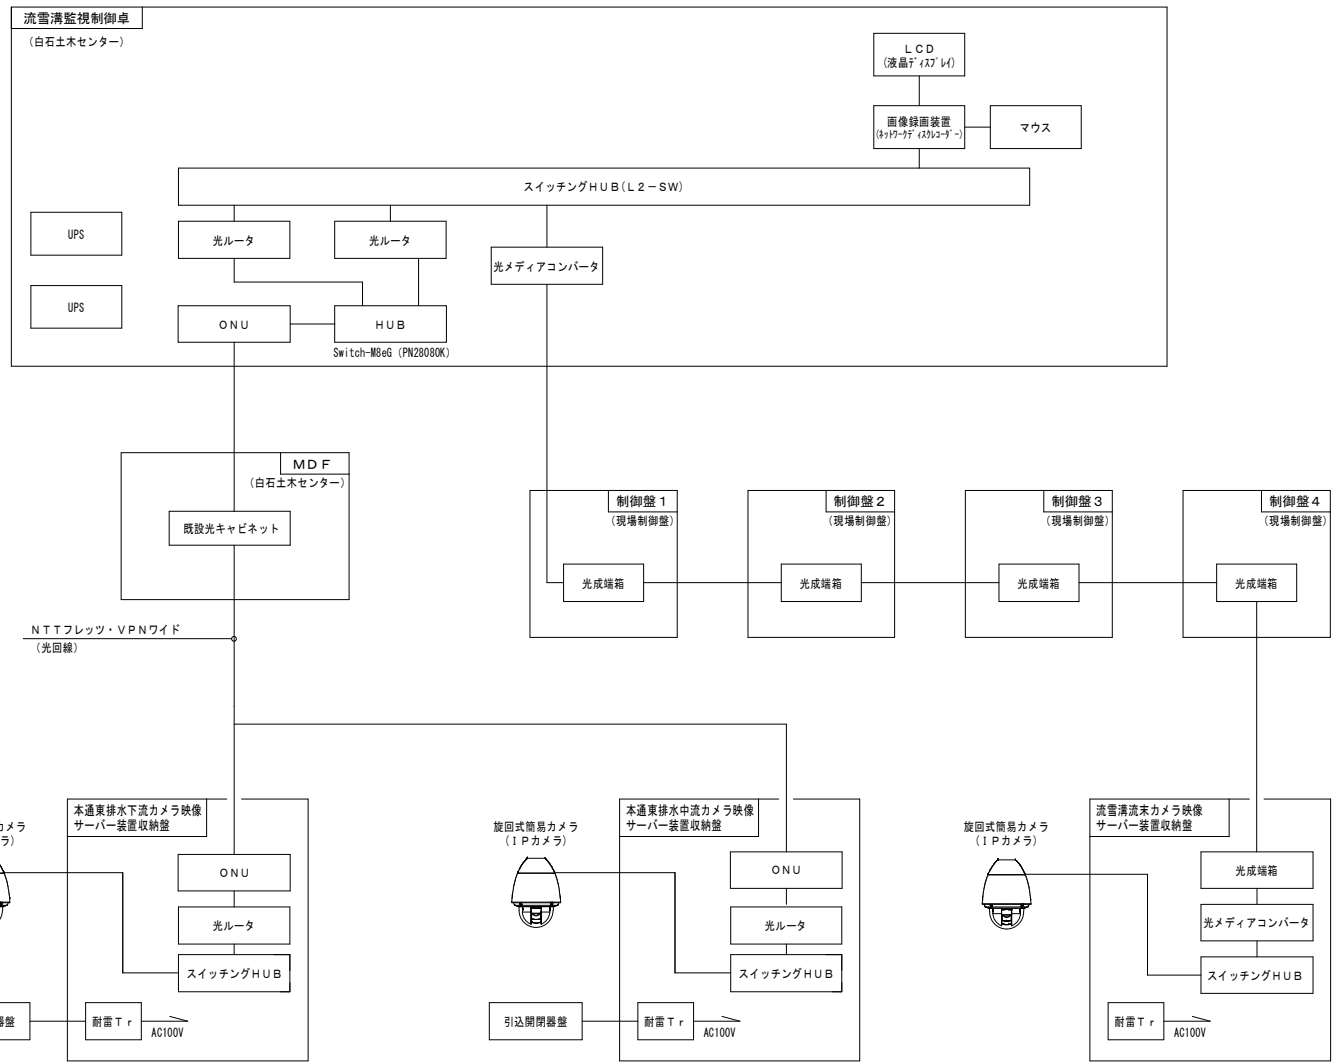 流雪溝監視制御卓
(白石土木センター)
LCD
(液晶ディスプレイ)
画像録画装置
(ネットワークディスクレコーダー)
マウス
スイッチングHUB(L2-SW)
UPS
光ルータ
光ルータ
光メディアコンバータ
UPS
ONU
HUB
Switch-M8eG (PN28080K)
MDF
(白石土木センター)
既設光キャビネット
制御盤1
(現場制御盤)
制御盤2
(現場制御盤)
制御盤3
(現場制御盤)
制御盤4
(現場制御盤)
光成端箱
光成端箱
光成端箱
光成端箱
NTTフレッツ・VPNワイド
(光回線)
カメラ
ラ)
本通東排水下流カメラ映像
サーバー装置収納盤
ONU
光ルータ
スイッチングHUB
器盤
耐雷Tr
AC100V
旋回式簡易カメラ
(IPカメラ)
本通東排水中流カメラ映像
サーバー装置収納盤
ONU
光ルータ
スイッチングHUB
引込開閉器盤
耐雷Tr
AC100V
旋回式簡易カメラ
(IPカメラ)
流雪溝流末カメラ映像
サーバー装置収納盤
光成端箱
光メディアコンバータ
スイッチングHUB
耐雷Tr
AC100V